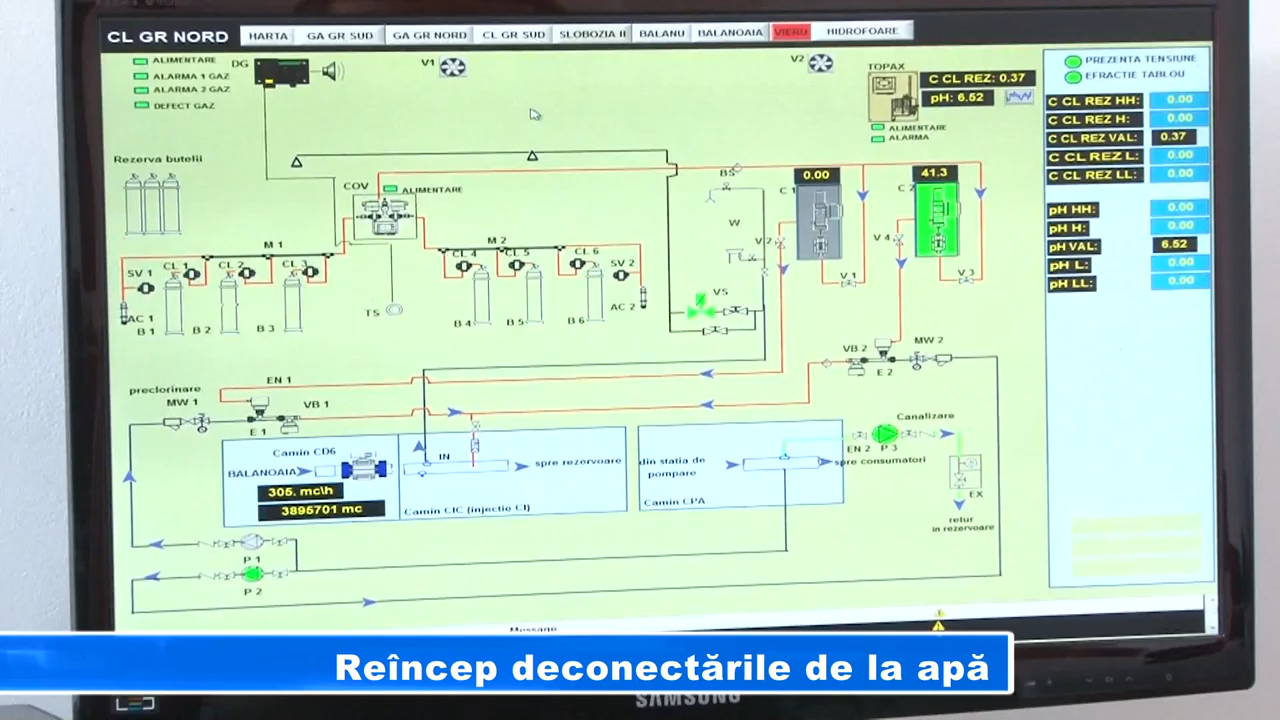 CL GR NORD HARTA GA GR SUD GA GR NORD CL GR SUD SLOBOZIA II BALANU BALANOAIA VIERU HIDROFOARE
ALIMENTARE
ALARMA 1 GAZ
ALARMA 2 GAZ
DEFECT GAZ
DG
V1
V2
TOPAX
C CL REZ: 0.37
pH: 6.52
ALIMENTARE
ALARMA
PREZENTA TENSIUNE
EFRACTIE TABLOU
C CL REZ HH: 0.00
C CL REZ H: 0.00
C CL REZ VAL: 0.37
C CL REZ L: 0.00
C CL REZ LL: 0.00
pH HH: 0.00
pH H: 0.00
pH VAL: 6.52
pH L: 0.00
pH LL: 0.00
Rezerva butelii
COV
ALIMENTARE
BS
0.00
41.3
C 1
C 2
W
V 2
V 4
V 1
V 3
M 1
M 2
SV 1
CL 1
CL 2
CL 3
CL 4
CL 5
CL 6
SV 2
AC 1
B 1
B 2
B 3
TS
B 4
B 5
B 6
AC 2
VS
VB 2
MW 2
E 2
preclorinare
EN 1
MW 1
VB 1
E 1
Canalizare
EN 2
P 3
Camin CD6
BALANOAIA
305. mc\h
3895701 mc
IN
spre rezervoare
Camin CIC (injectie Cl)
din statia de
pompare
spre consumatori
Camin CPA
EX
retur
in rezervoare
P 1
P 2
Message
Reîncep deconectările de la apă
SAMSUNG